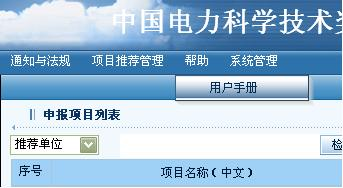 中国电力科学技术
通知与法规 项目推荐管理 帮助 系统管理
用户手册
申报项目列表
推荐单位 检
序号 项目名称（中文）